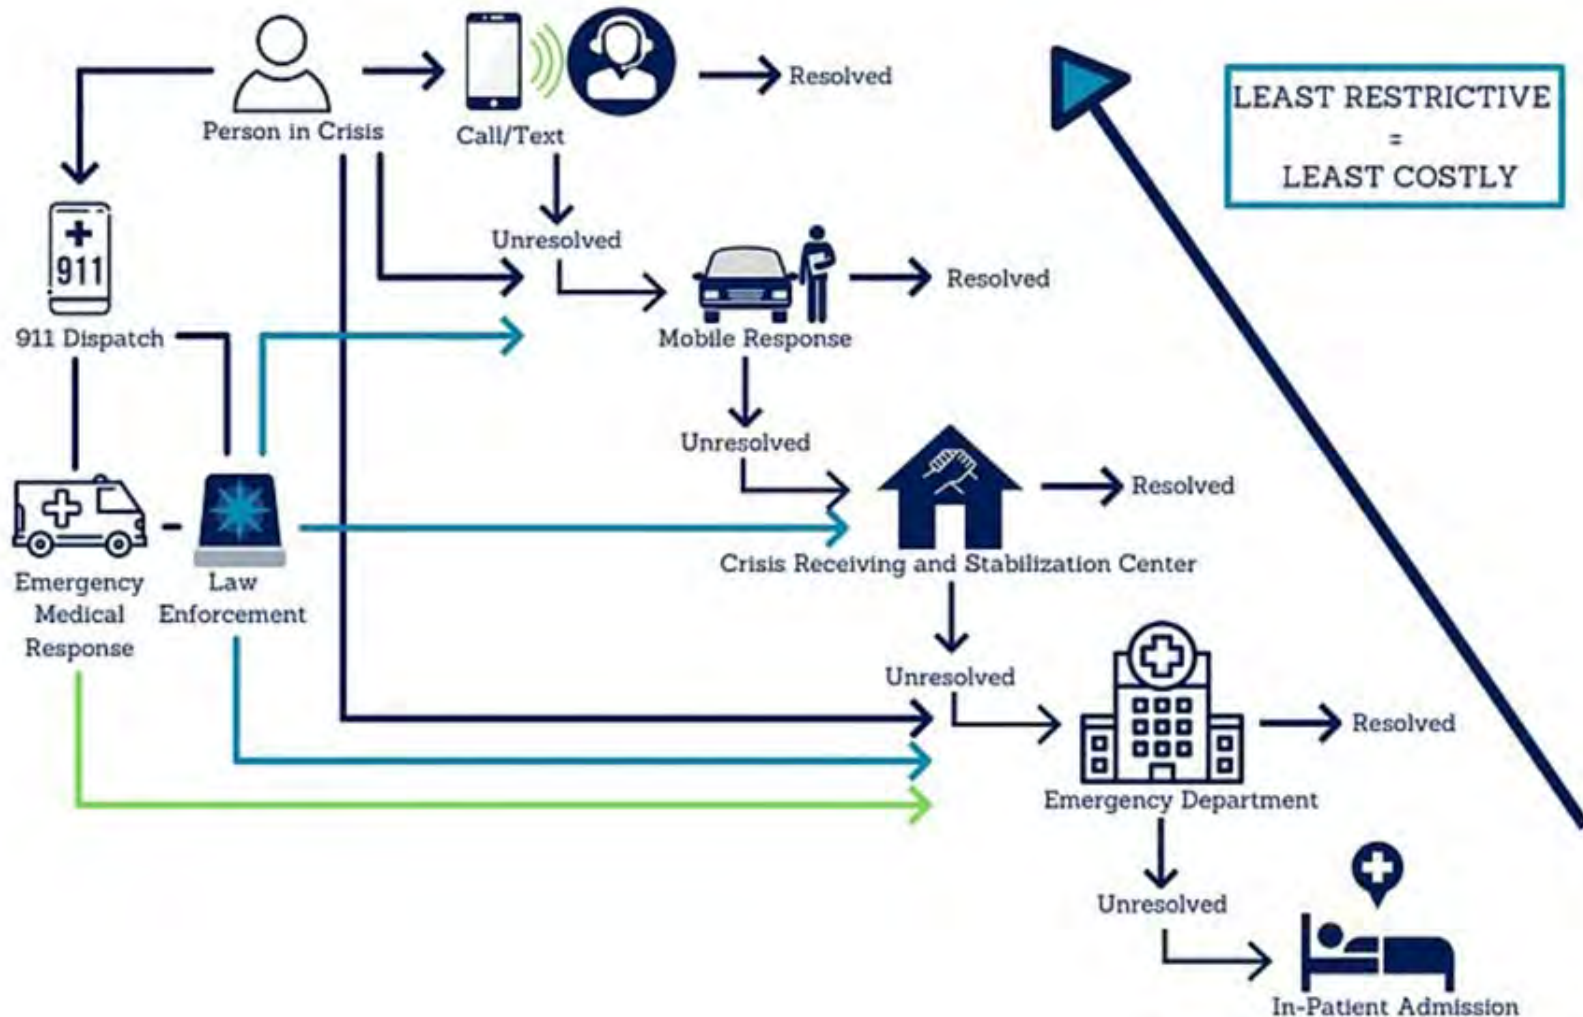 Resolved
LEAST RESTRICTIVE
=
LEAST COSTLY
Person in Crisis
Call/Text
Unresolved
911
Resolved
911 Dispatch
Mobile Response
Unresolved
Resolved
Crisis Receiving and Stabilization Center
Emergency
Medical
Response
Law
Enforcement
Unresolved
Resolved
Emergency Department
Unresolved
In-Patient Admission